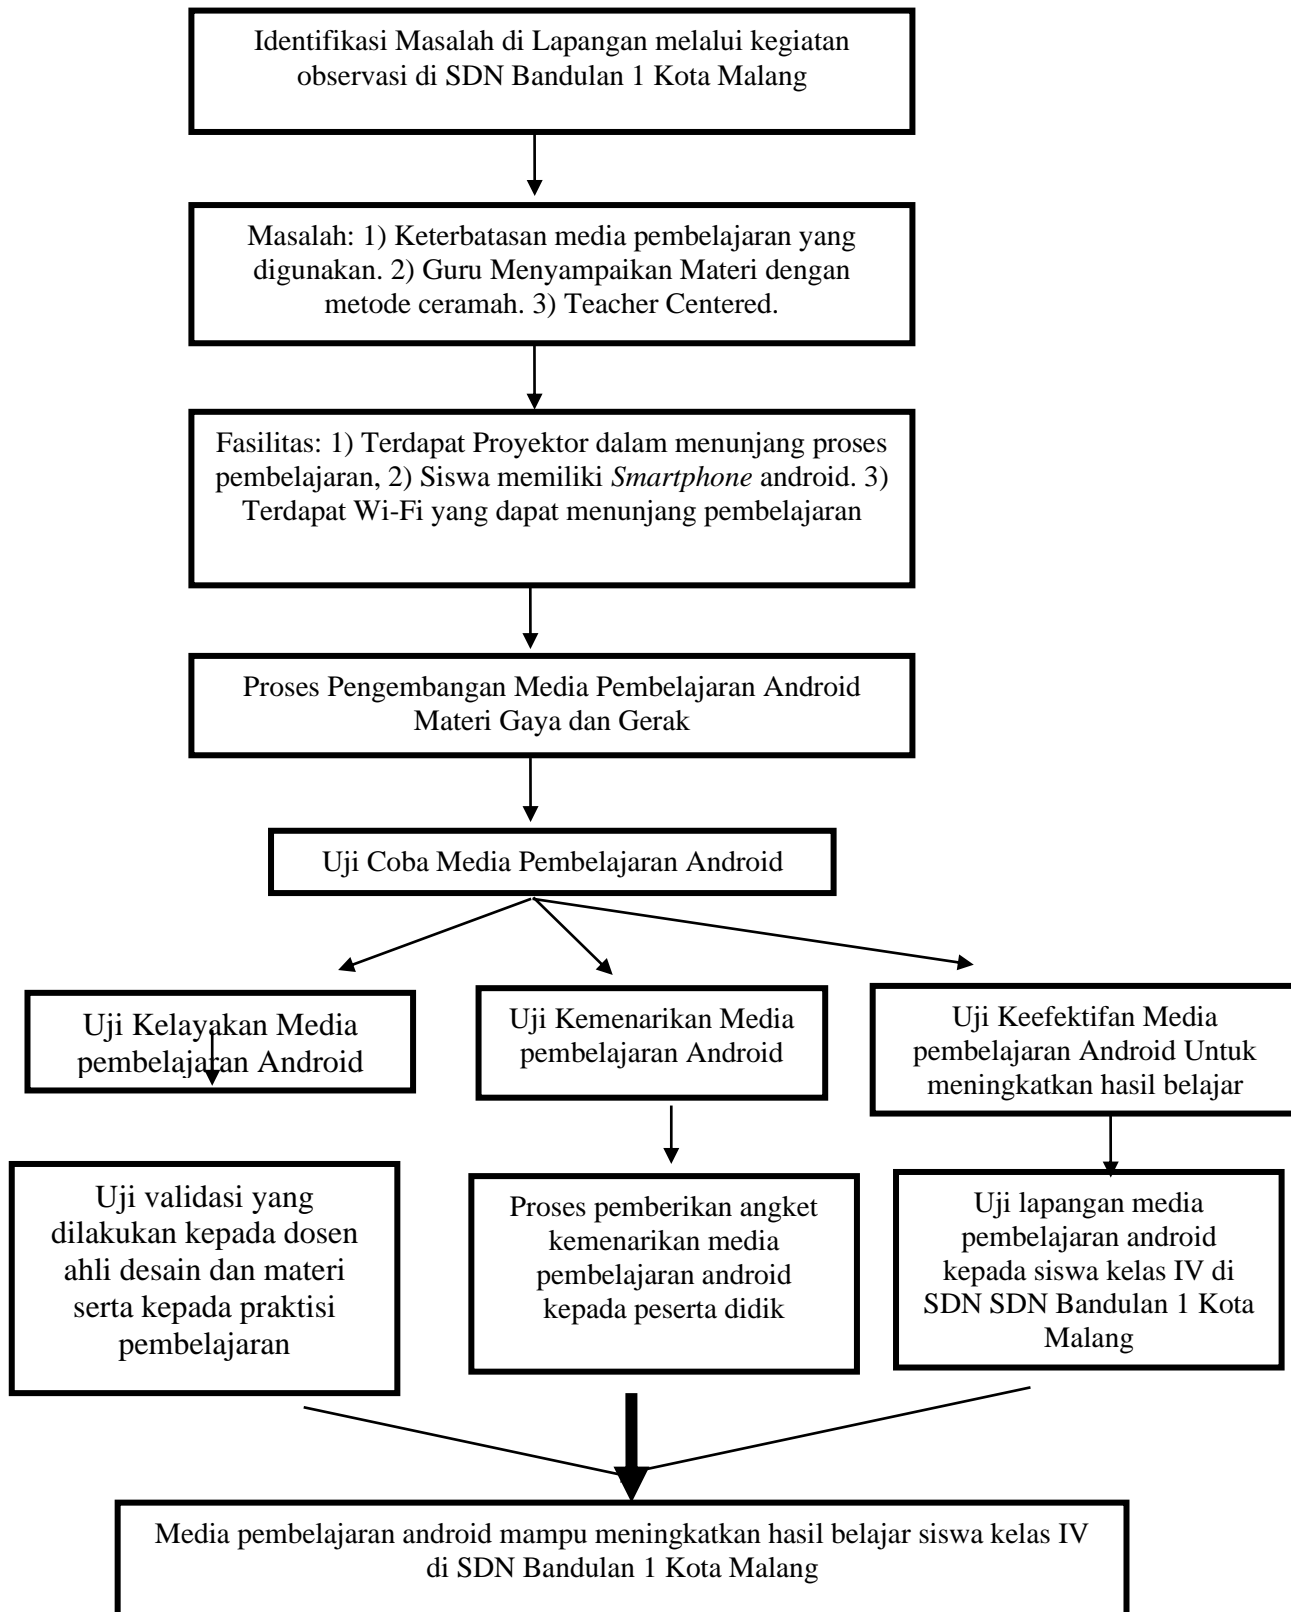 Identifikasi Masalah di Lapangan melalui kegiatan
observasi di SDN Bandulan 1 Kota Malang
Masalah: 1) Keterbatasan media pembelajaran yang
digunakan. 2) Guru Menyampaikan Materi dengan
metode ceramah. 3) Teacher Centered.
Fasilitas: 1) Terdapat Proyektor dalam menunjang proses
pembelajaran, 2) Siswa memiliki Smartphone android. 3)
Terdapat Wi-Fi yang dapat menunjang pembelajaran
Proses Pengembangan Media Pembelajaran Android
Materi Gaya dan Gerak
Uji Coba Media Pembelajaran Android
Uji Kelayakan Media
pembelajaran Android
Uji Kemenarikan Media
pembelajaran Android
Uji Keefektifan Media
pembelajaran Android Untuk
meningkatkan hasil belajar
Uji validasi yang
dilakukan kepada dosen
ahli desain dan materi
serta kepada praktisi
pembelajaran
Proses pemberikan angket
kemenarikan media
pembelajaran android
kepada peserta didik
Uji lapangan media
pembelajaran android
kepada siswa kelas IV di
SDN SDN Bandulan 1 Kota
Malang
Media pembelajaran android mampu meningkatkan hasil belajar siswa kelas IV
di SDN Bandulan 1 Kota Malang